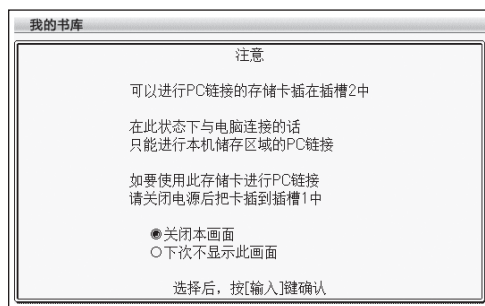 我的书库
注意
可以进行PC链接的存储卡插在插槽2中
在此状态下与电脑连接的话
只能进行本机储存区域的PC链接
如要使用此存储卡进行PC链接
请关闭电源后把卡插到插槽1中
◉关闭本画面
○下次不显示此画面
选择后，按[输入]键确认